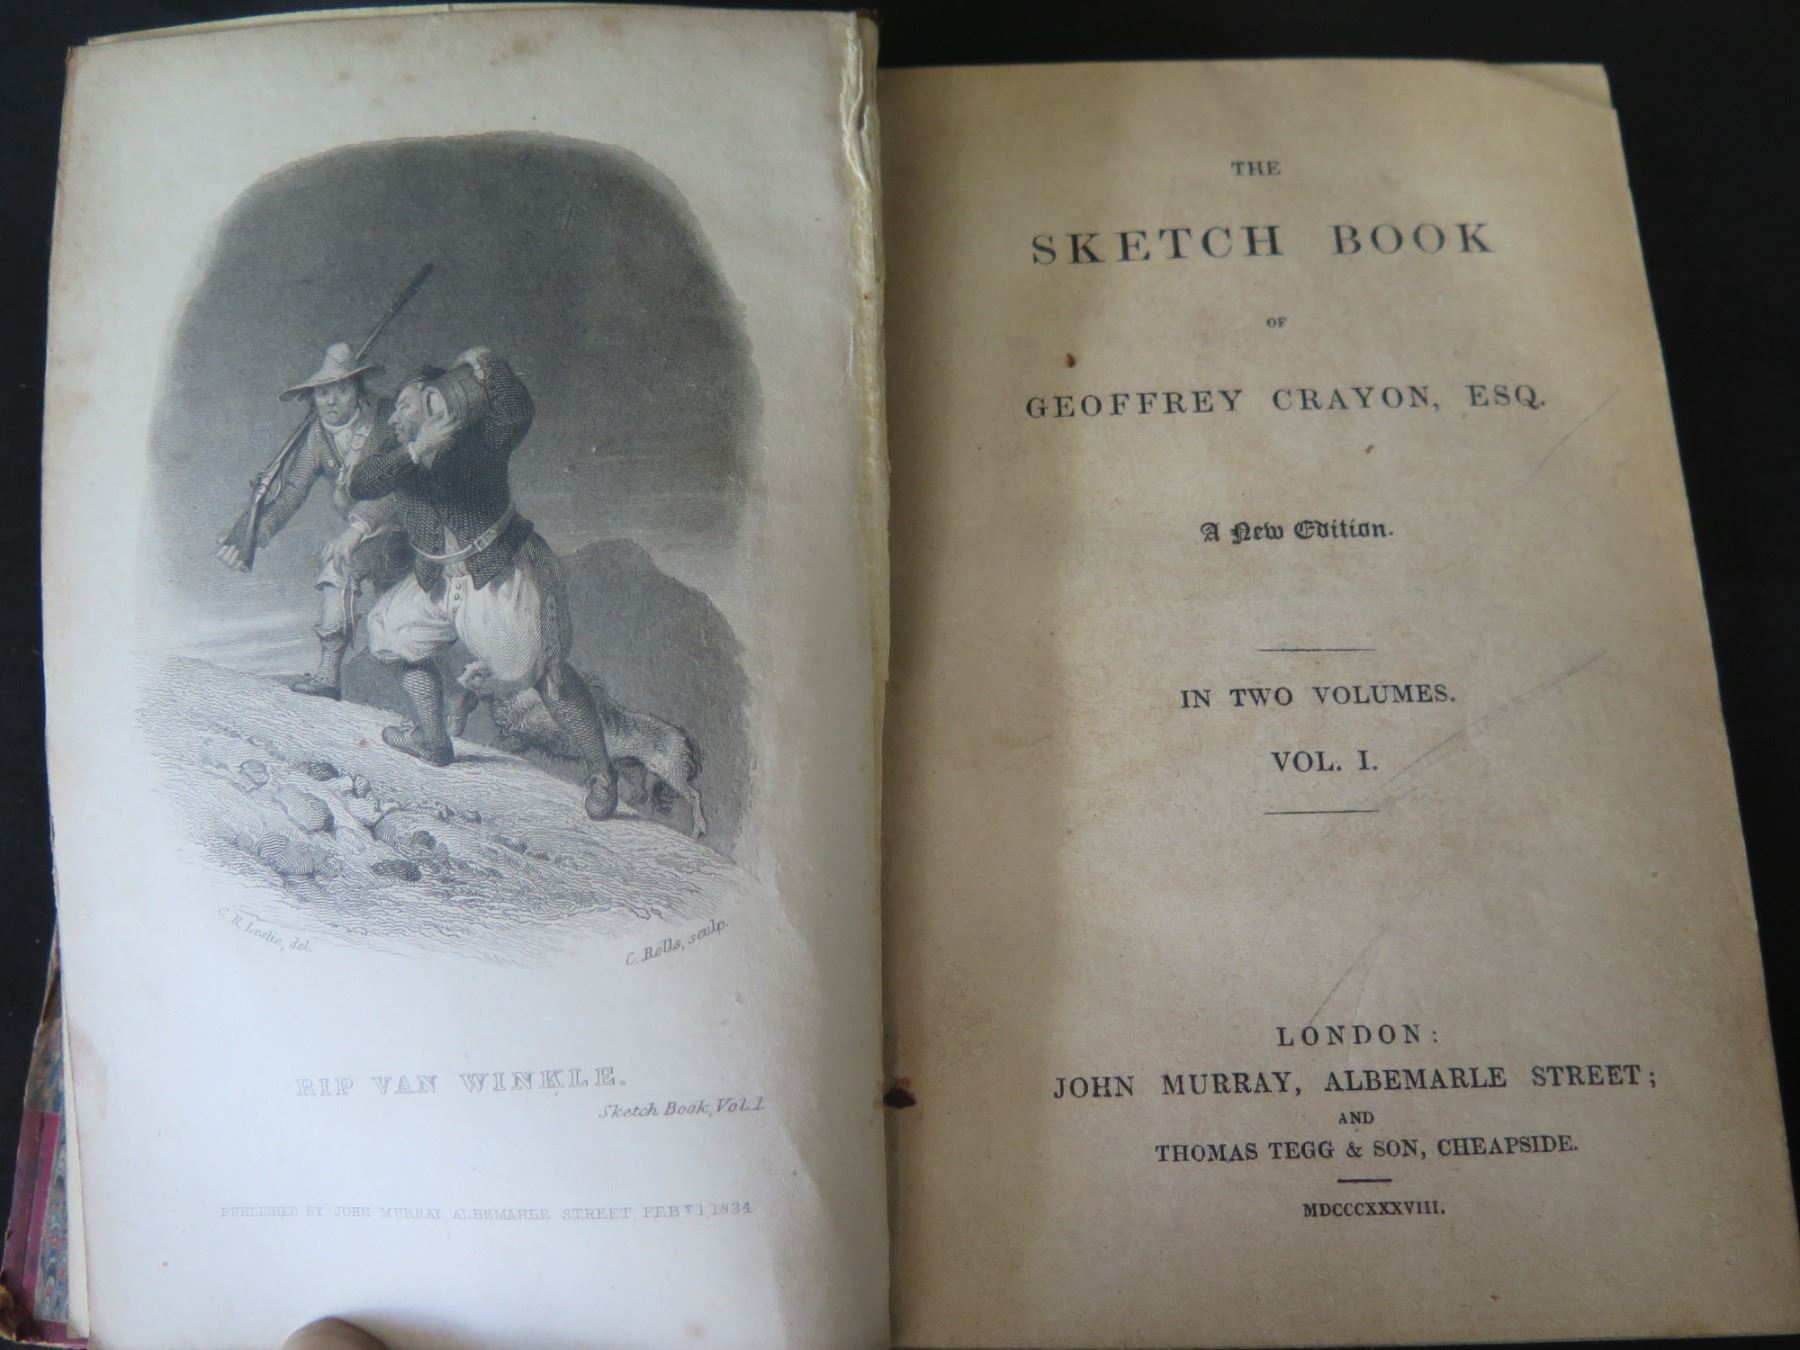 C. R. Leslie, del.
C. Rolls, sculp.
RIP VAN WINKLE.
Sketch Book, Vol. 1
PUBLISHED BY JOHN MURRAY ALBEMARLE STREET, FEBY 1, 1834
THE
SKETCH BOOK
OF
GEOFFREY CRAYON, ESQ.
A New Edition.
IN TWO VOLUMES.
VOL. I.
LONDON:
JOHN MURRAY, ALBEMARLE STREET;
AND
THOMAS TEGG & SON, CHEAPSIDE.
MDCCCXXXVIII.